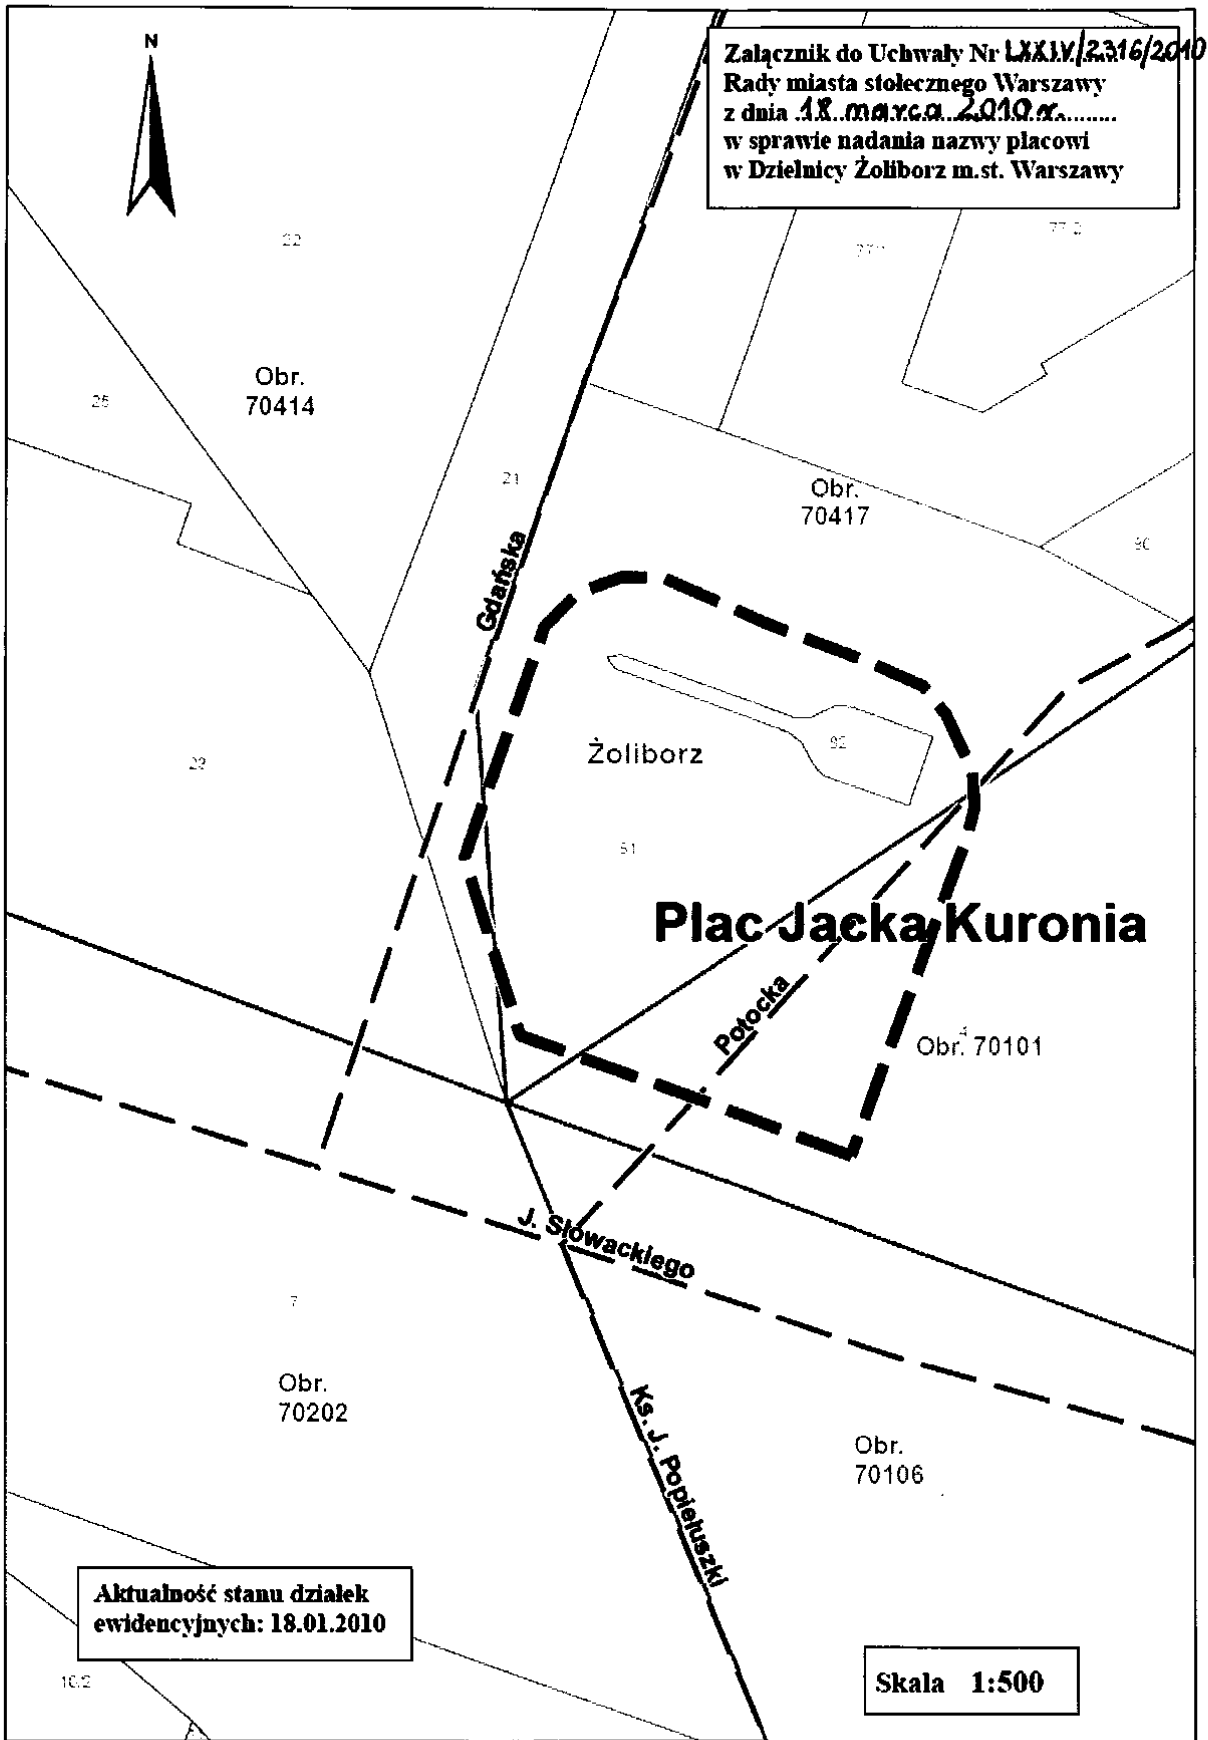 N
Załącznik do Uchwały Nr LXXIV/2316/2010
Rady miasta stołecznego Warszawy
z dnia 18 marca 2010 r.
w sprawie nadania nazwy placowi
w Dzielnicy Żoliborz m.st. Warszawy
22
77 2
Obr.
70414
25
21
Obr.
70417
Gdańska
Żoliborz
92
Plac Jacka Kuronia
Potocka
4
Obr. 70101
J. Słowackiego
7
Obr.
70202
Ks. J. Popiełuszki
Obr.
70106
Aktualność stanu działek
ewidencyjnych: 18.01.2010
Skala 1:500